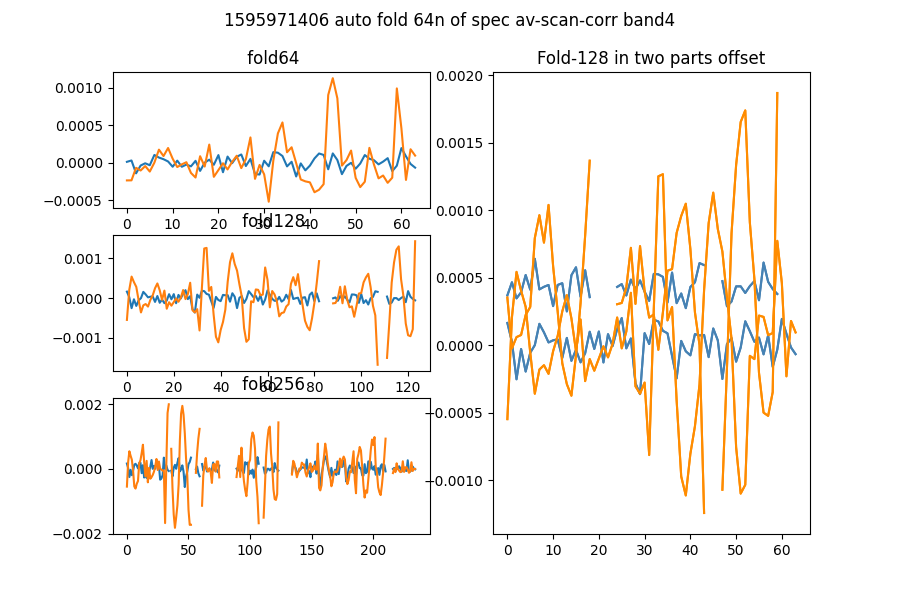 1595971406 auto fold 64n of spec av-scan-corr band4
fold64
0.0010
0.0005
0.0000
−0.0005
0 10 20 30 40 50 60
fold128
0.001
0.000
−0.001
0 20 40 60 80 100 120
fold256
0.002
0.000
−0.002
0 50 100 150 200
Fold-128 in two parts offset
0.0020
0.0015
0.0010
0.0005
0.0000
−0.0005
−0.0010
0 10 20 30 40 50 60